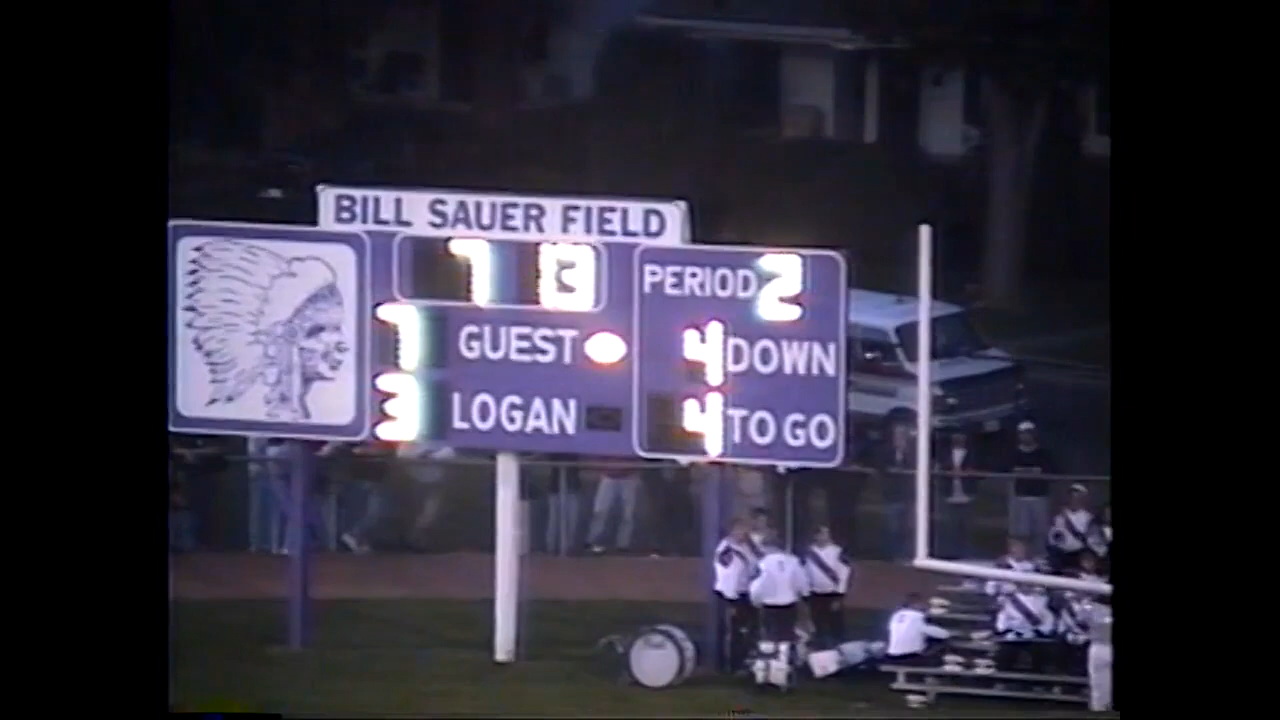 BILL SAUER FIELD
PERIOD 2
7 GUEST
4 DOWN
3 LOGAN
4 TO GO